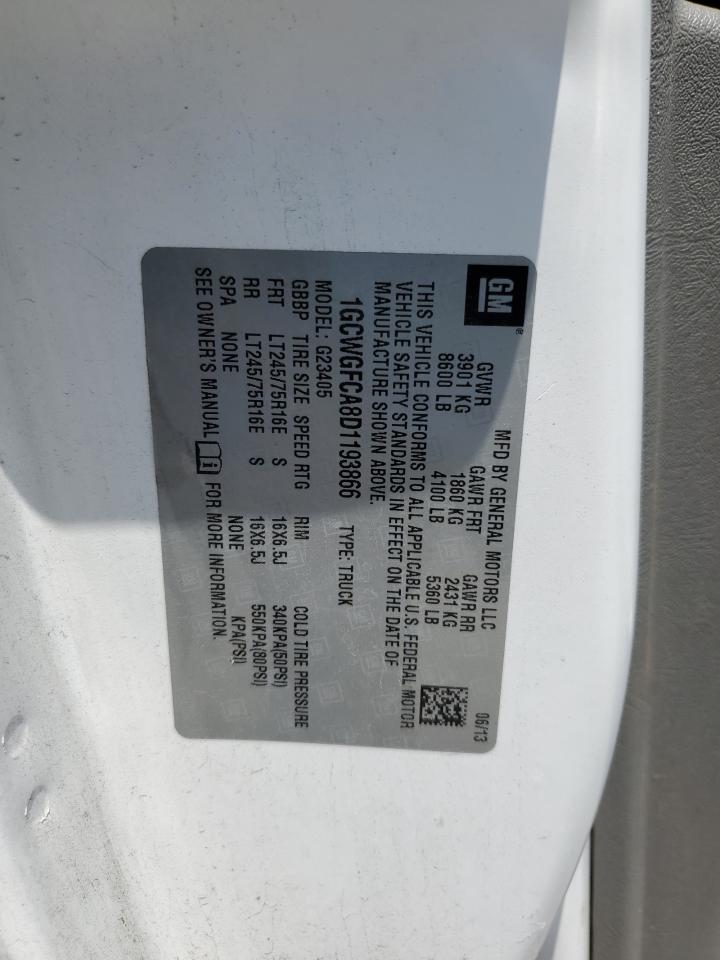 GM®
MFD BY GENERAL MOTORS LLC 06/13
GVWR GAWR FRT GAWR RR
3901 KG 1860 KG 2431 KG
8600 LB 4100 LB 5360 LB
THIS VEHICLE CONFORMS TO ALL APPLICABLE U.S. FEDERAL MOTOR
VEHICLE SAFETY STANDARDS IN EFFECT ON THE DATE OF
MANUFACTURE SHOWN ABOVE.
1GCWGFCA8D1193866 TYPE: TRUCK
MODEL: G23405
GBBP TIRE SIZE SPEED RTG RIM COLD TIRE PRESSURE
FRT LT245/75R16E S 16X6.5J 340KPA(50PSI)
RR LT245/75R16E S 16X6.5J 550KPA(80PSI)
SPA NONE NONE KPA(PSI)
SEE OWNER'S MANUAL FOR MORE INFORMATION.